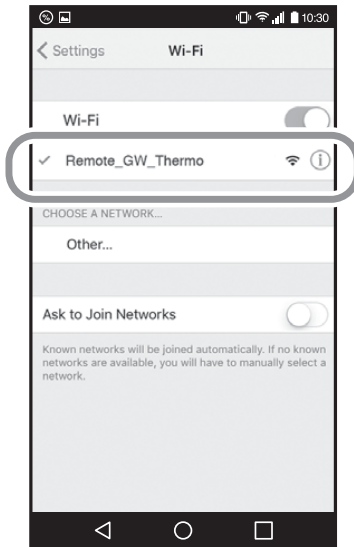 10:30
Settings Wi-Fi
Wi-Fi
Remote_GW_Thermo
CHOOSE A NETWORK...
Other...
Ask to Join Networks
Known networks will be joined automatically. If no known
networks are available, you will have to manually select a
network.